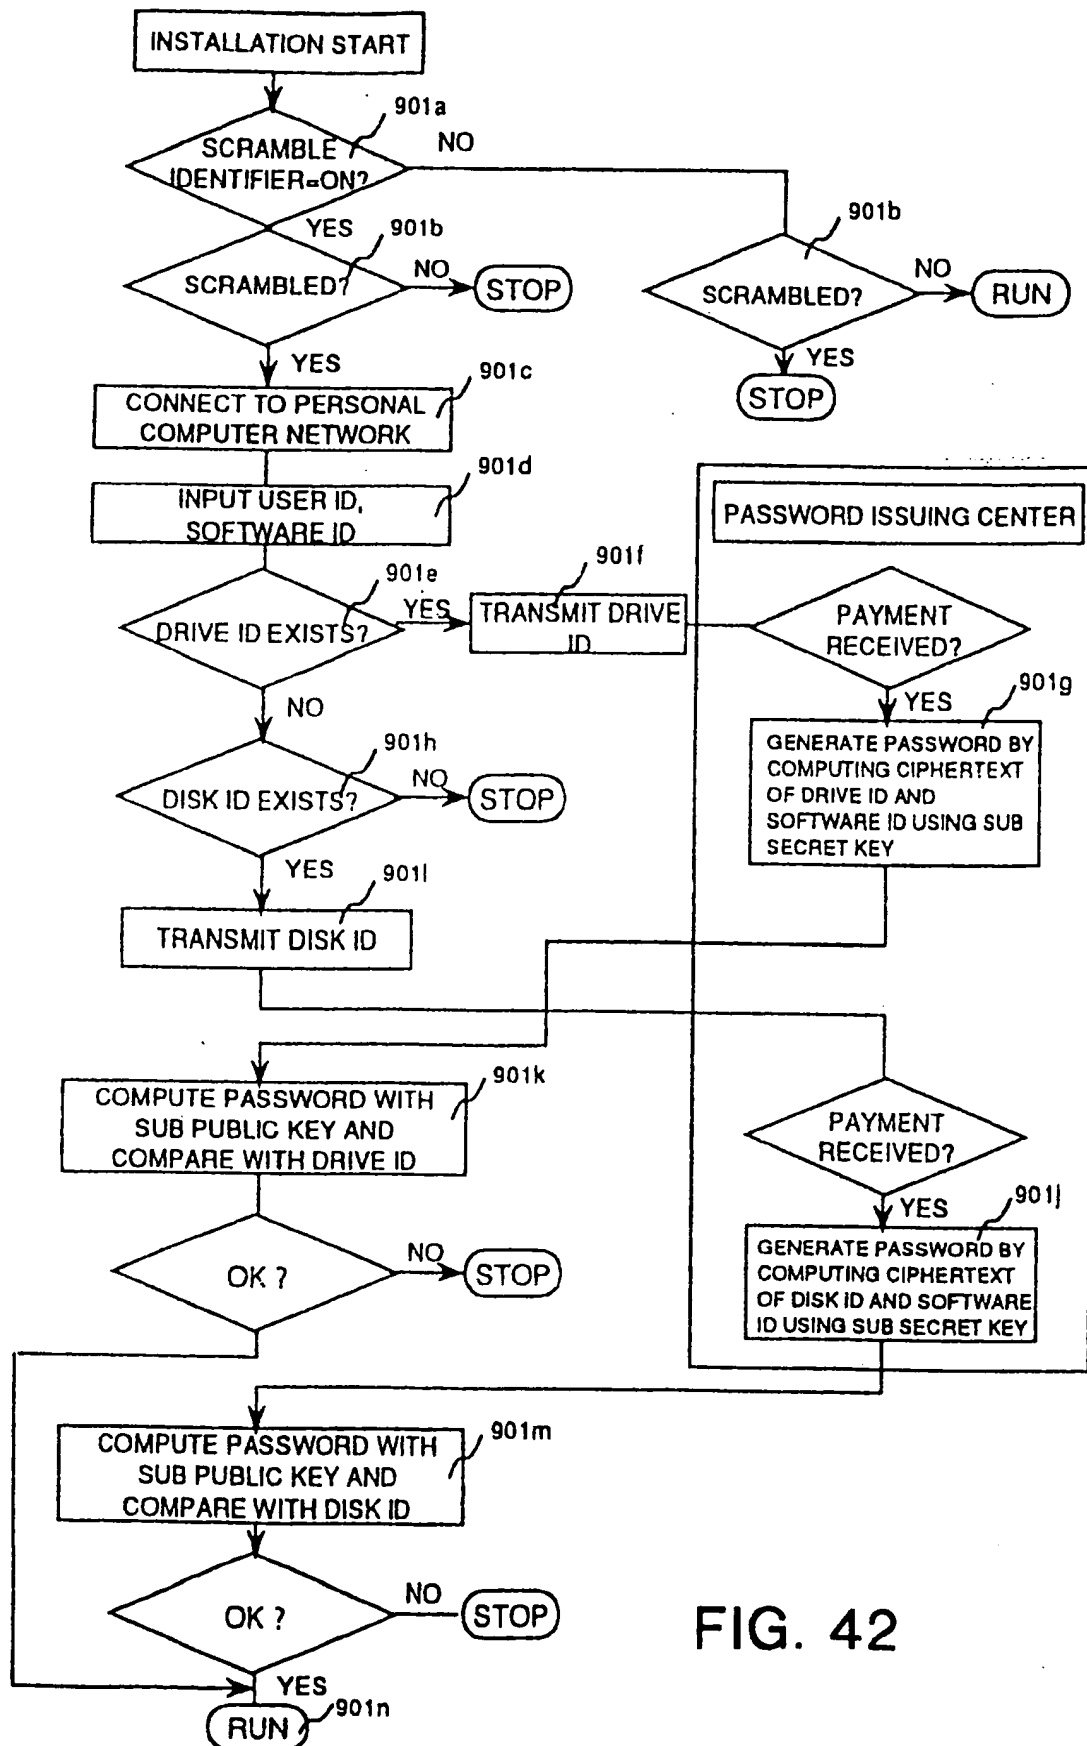 INSTALLATION START
901a
SCRAMBLE
IDENTIFIER=ON?
NO
YES
901b
SCRAMBLED?
NO
STOP
901b
SCRAMBLED?
NO
RUN
YES
STOP
YES
901c
CONNECT TO PERSONAL
COMPUTER NETWORK
901d
INPUT USER ID,
SOFTWARE ID
PASSWORD ISSUING CENTER
901e
DRIVE ID EXISTS?
YES
901f
TRANSMIT DRIVE
ID
PAYMENT
RECEIVED?
YES
901g
GENERATE PASSWORD BY
COMPUTING CIPHERTEXT
OF DRIVE ID AND
SOFTWARE ID USING SUB
SECRET KEY
NO
901h
DISK ID EXISTS?
NO
STOP
YES
901i
TRANSMIT DISK ID
901k
COMPUTE PASSWORD WITH
SUB PUBLIC KEY AND
COMPARE WITH DRIVE ID
PAYMENT
RECEIVED?
YES
901j
GENERATE PASSWORD BY
COMPUTING CIPHERTEXT
OF DISK ID AND SOFTWARE
ID USING SUB SECRET KEY
OK ?
NO
STOP
901m
COMPUTE PASSWORD WITH
SUB PUBLIC KEY AND
COMPARE WITH DISK ID
OK ?
NO
STOP
YES
RUN
901n
FIG. 42